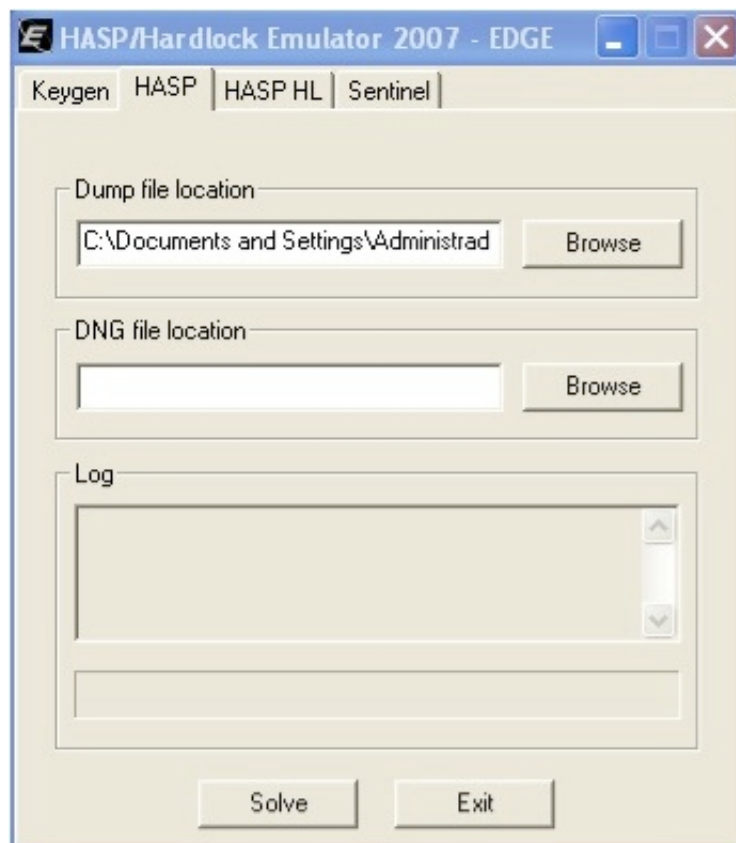 HASP/Hardlock Emulator 2007 - EDGE
Keygen HASP HASP HL Sentinel
Dump file location
C:\Documents and Settings\Administrad Browse
DNG file location
Browse
Log
Solve Exit